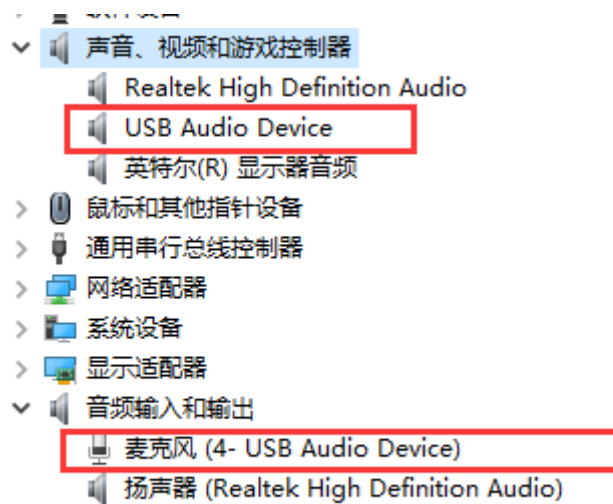 声音、视频和游戏控制器
Realtek High Definition Audio
USB Audio Device
英特尔(R) 显示器音频
鼠标和其他指针设备
通用串行总线控制器
网络适配器
系统设备
显示适配器
音频输入和输出
麦克风 (4- USB Audio Device)
扬声器 (Realtek High Definition Audio)